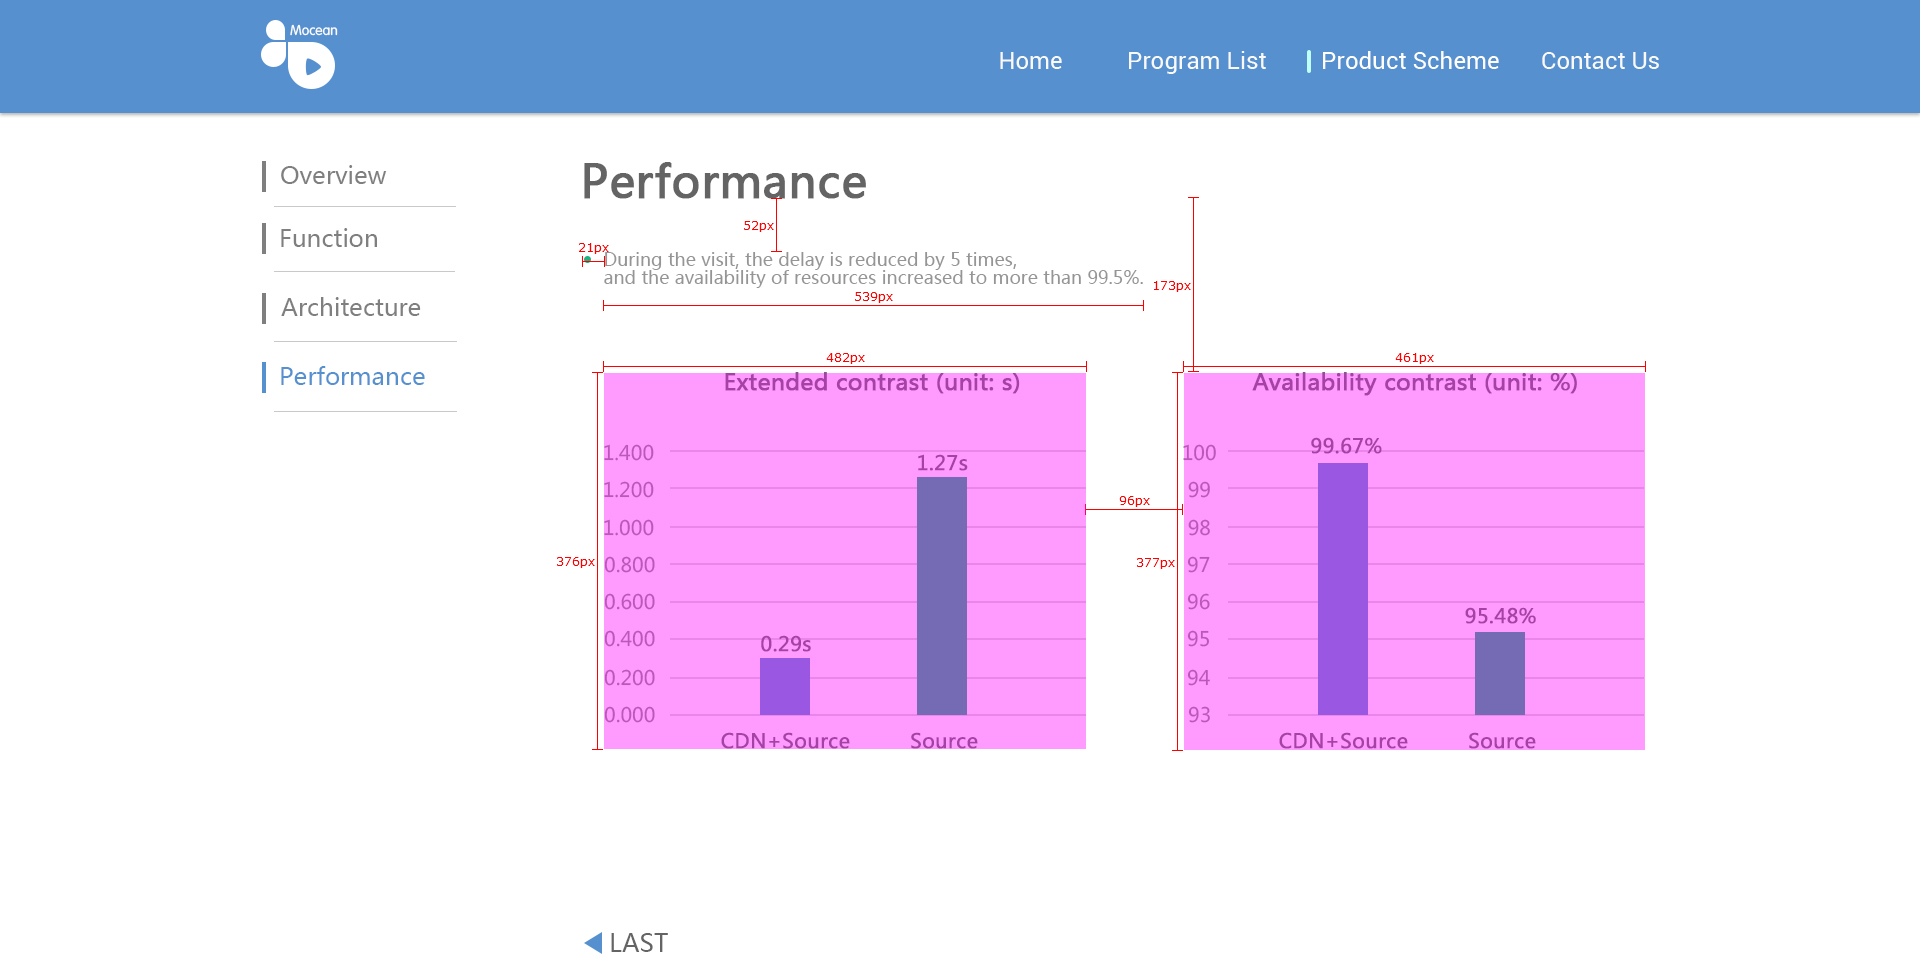 Mocean
Home
Program List
Product Scheme
Contact Us
Overview
Function
Architecture
Performance
Performance
52px
21px
During the visit, the delay is reduced by 5 times,
and the availability of resources increased to more than 99.5%.
539px
173px
482px
461px
Extended contrast (unit: s)
1.400
1.200
1.000
0.800
0.600
0.400
0.200
0.000
1.27s
0.29s
CDN+Source
Source
376px
96px
377px
Availability contrast (unit: %)
100
99
98
97
96
95
94
93
99.67%
95.48%
CDN+Source
Source
LAST